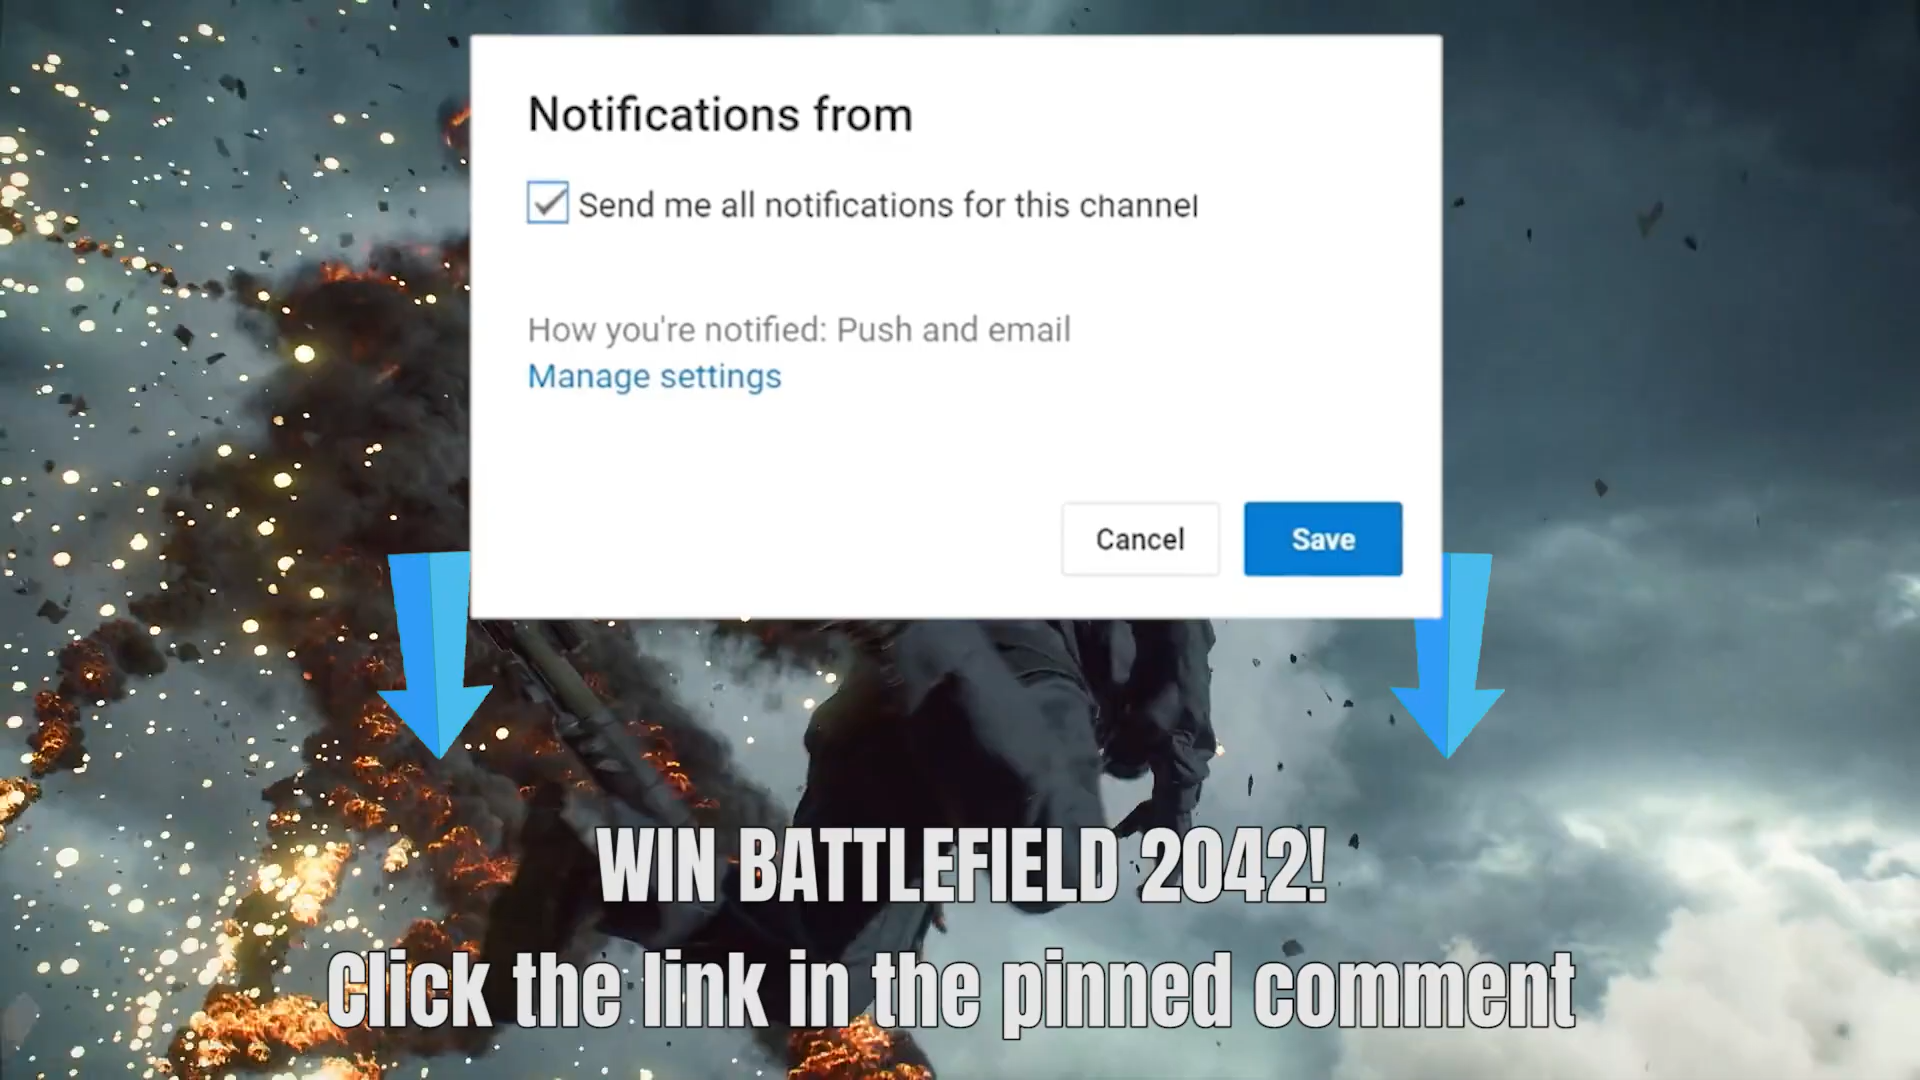 Notifications from
Send me all notifications for this channel
How you're notified: Push and email
Manage settings
Cancel
Save
WIN BATTLEFIELD 2042!
Click the link in the pinned comment